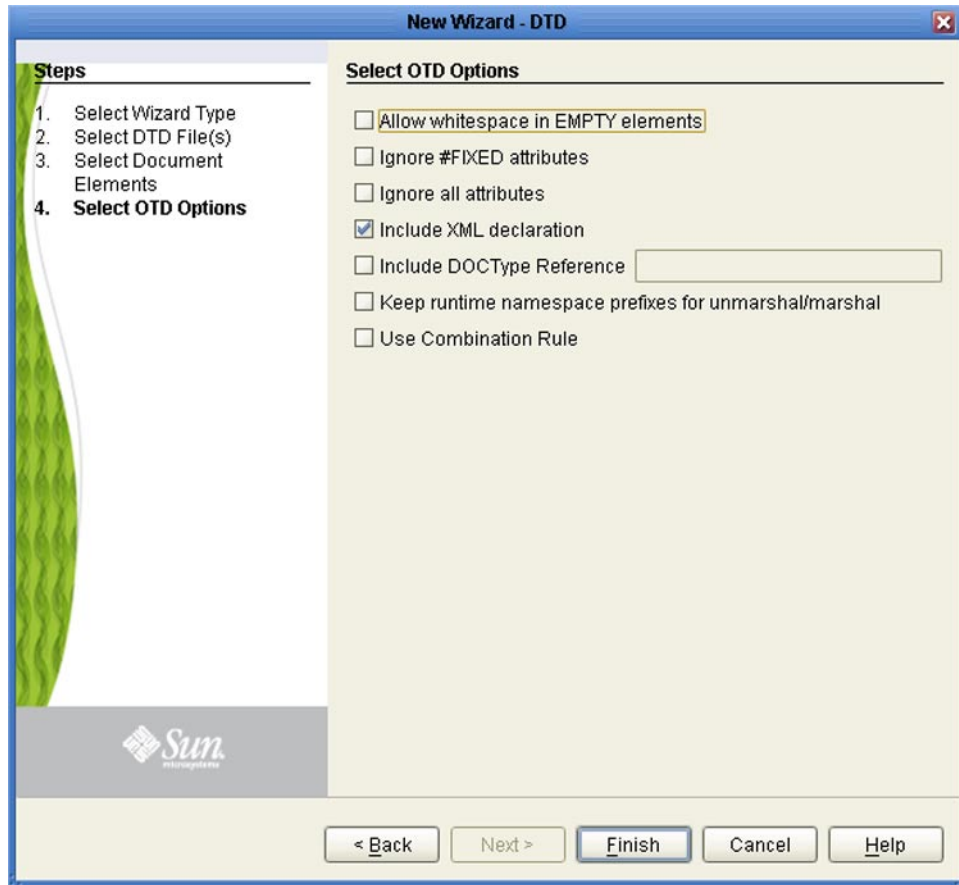 New Wizard - DTD
Steps
1. Select Wizard Type
2. Select DTD File(s)
3. Select Document
Elements
4. Select OTD Options
Select OTD Options
Allow whitespace in EMPTY elements
Ignore #FIXED attributes
Ignore all attributes
Include XML declaration
Include DOCType Reference
Keep runtime namespace prefixes for unmarshal/marshal
Use Combination Rule
Sun
microsystems
< Back
Next >
Finish
Cancel
Help